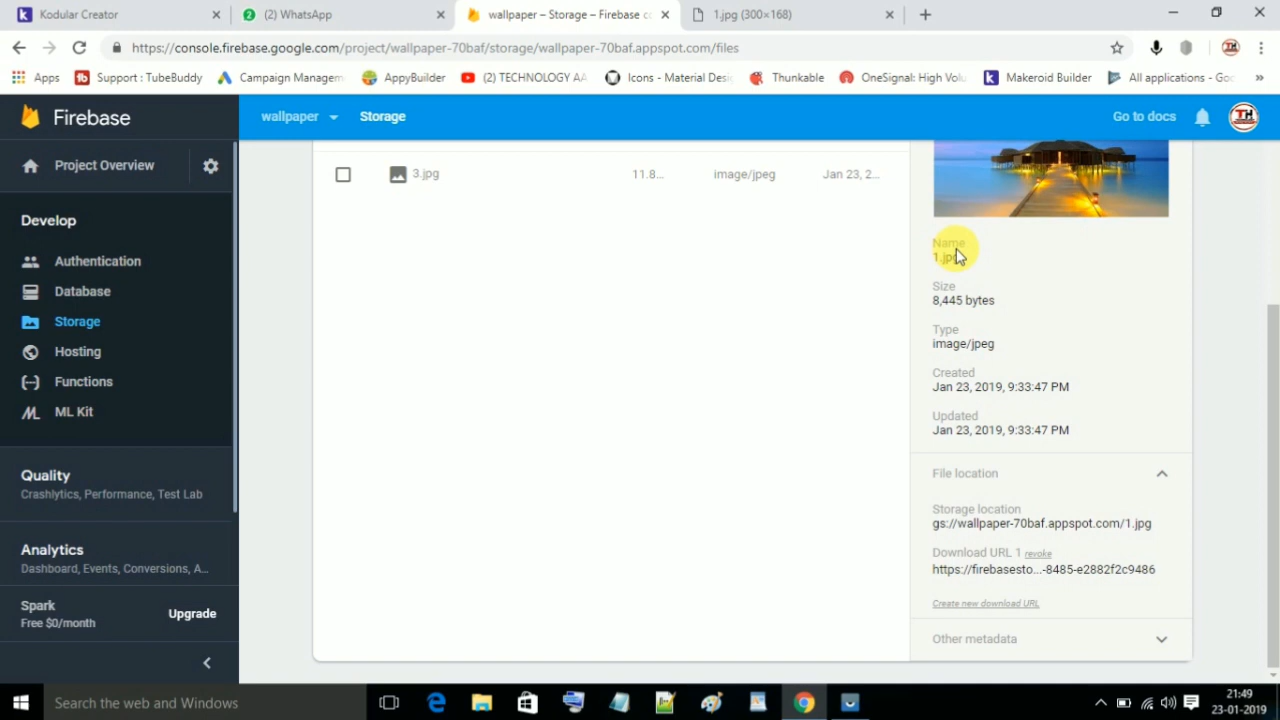 Kodular Creator
(2) WhatsApp
wallpaper – Storage – Firebase co
1.jpg (300×168)
https://console.firebase.google.com/project/wallpaper-70baf/storage/wallpaper-70baf.appspot.com/files
Apps
Support : TubeBuddy
Campaign Managem
AppyBuilder
(2) TECHNOLOGY AA
Icons - Material Desi
Thunkable
OneSignal: High Volu
Makeroid Builder
All applications - Goo
Firebase
wallpaper
Storage
Go to docs
TH
Project Overview
3.jpg
11.8...
image/jpeg
Jan 23, 2...
Develop
Authentication
Database
Storage
Hosting
Functions
ML Kit
Quality
Crashlytics, Performance, Test Lab
Analytics
Dashboard, Events, Conversions, A...
Spark
Free $0/month
Upgrade
Name
1.jpg
Size
8,445 bytes
Type
image/jpeg
Created
Jan 23, 2019, 9:33:47 PM
Updated
Jan 23, 2019, 9:33:47 PM
File location
Storage location
gs://wallpaper-70baf.appspot.com/1.jpg
Download URL 1 revoke
https://firebasesto...-8485-e2882f2c9486
Create new download URL
Other metadata
Search the web and Windows
21:49
23-01-2019